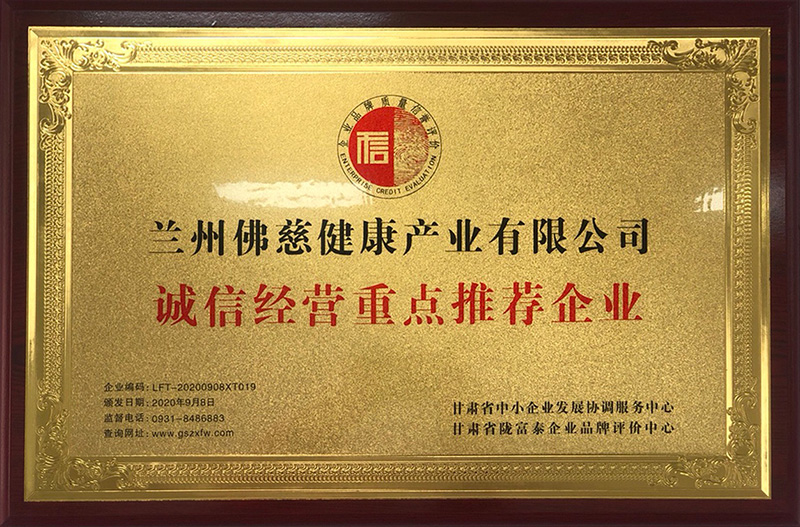 企业品牌质量信誉评价
信
ENTERPRISE CREDIT EVALUATION
兰州佛慈健康产业有限公司
诚信经营重点推荐企业
企业编码: LFT-20200908XT019
颁发日期: 2020年9月8日
监督电话: 0931-8486883
查询网址: www.gszxfw.com
甘肃省中小企业发展协调服务中心
甘肃省陇富泰企业品牌评价中心